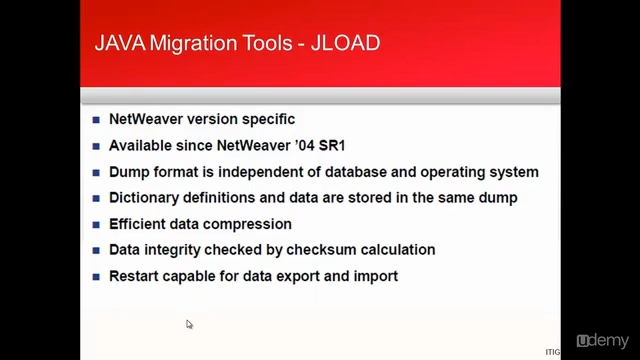 JAVA Migration Tools - JLOAD
NetWeaver version specific
Available since NetWeaver ’04 SR1
Dump format is independent of database and operating system
Dictionary definitions and data are stored in the same dump
Efficient data compression
Data integrity checked by checksum calculation
Restart capable for data export and import
ITIG
udemy